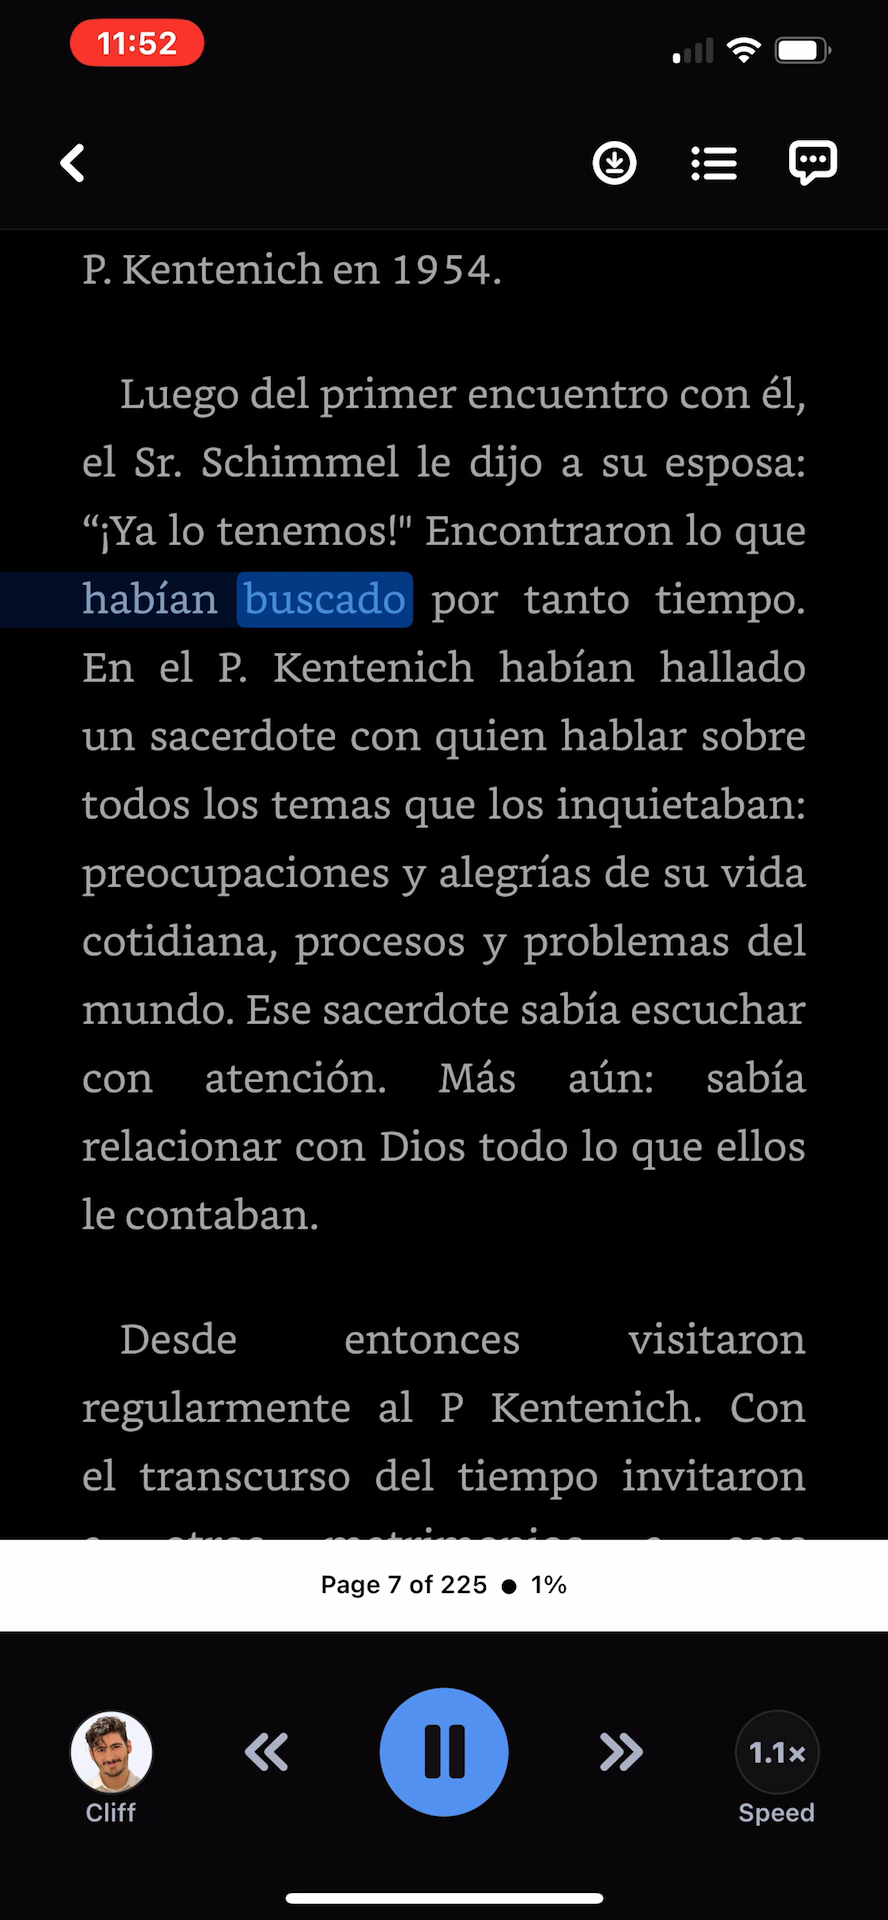 11:52
P. Kentenich en 1954.
Luego del primer encuentro con él,
el Sr. Schimmel le dijo a su esposa:
“¡Ya lo tenemos!" Encontraron lo que
habían buscado por tanto tiempo.
En el P. Kentenich habían hallado
un sacerdote con quien hablar sobre
todos los temas que los inquietaban:
preocupaciones y alegrías de su vida
cotidiana, procesos y problemas del
mundo. Ese sacerdote sabía escuchar
con atención. Más aún: sabía
relacionar con Dios todo lo que ellos
le contaban.
Desde entonces visitaron
regularmente al P Kentenich. Con
el transcurso del tiempo invitaron
Page 7 of 225 ● 1%
1.1×
Cliff
Speed